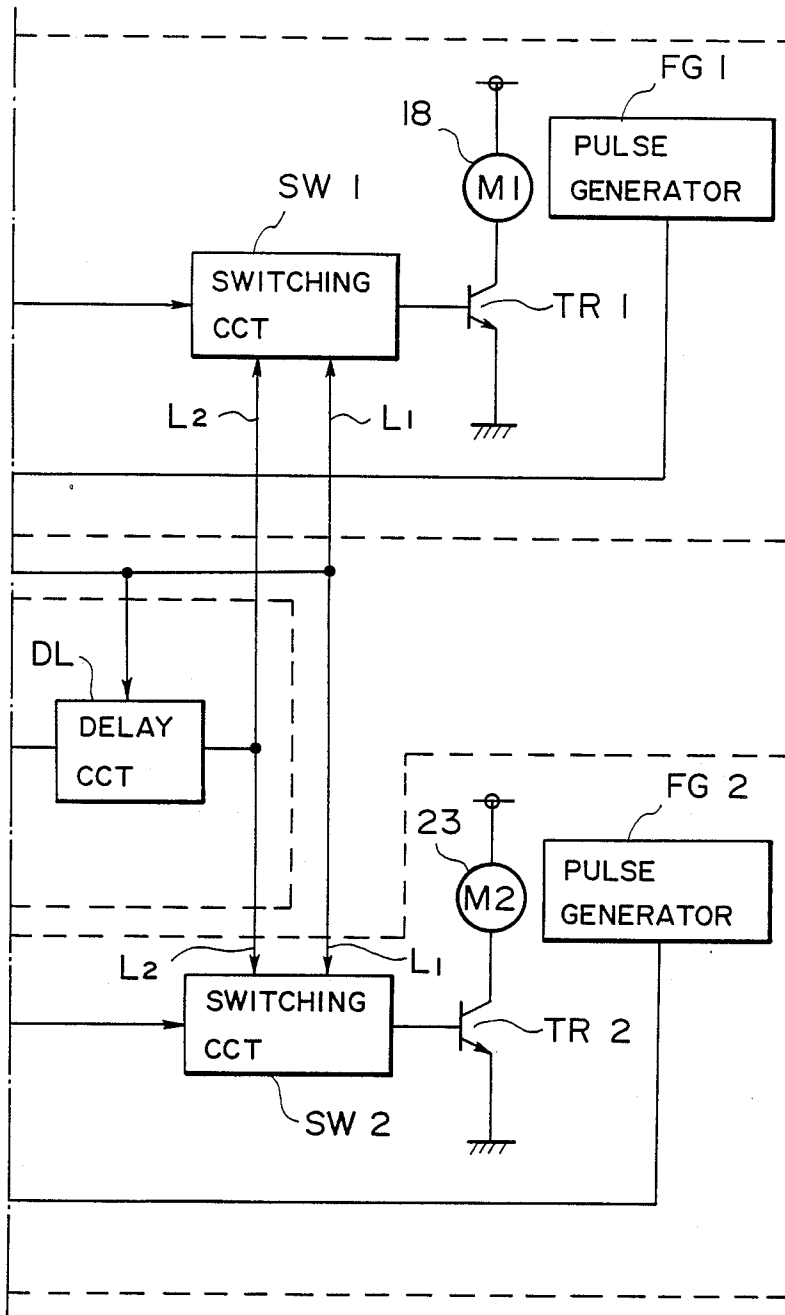 FG 1
18
PULSE
GENERATOR
M1
SW 1
SWITCHING
CCT
TR 1
L2
L1
DL
DELAY
CCT
FG 2
23
PULSE
GENERATOR
M2
L2
L1
SWITCHING
CCT
TR 2
SW 2